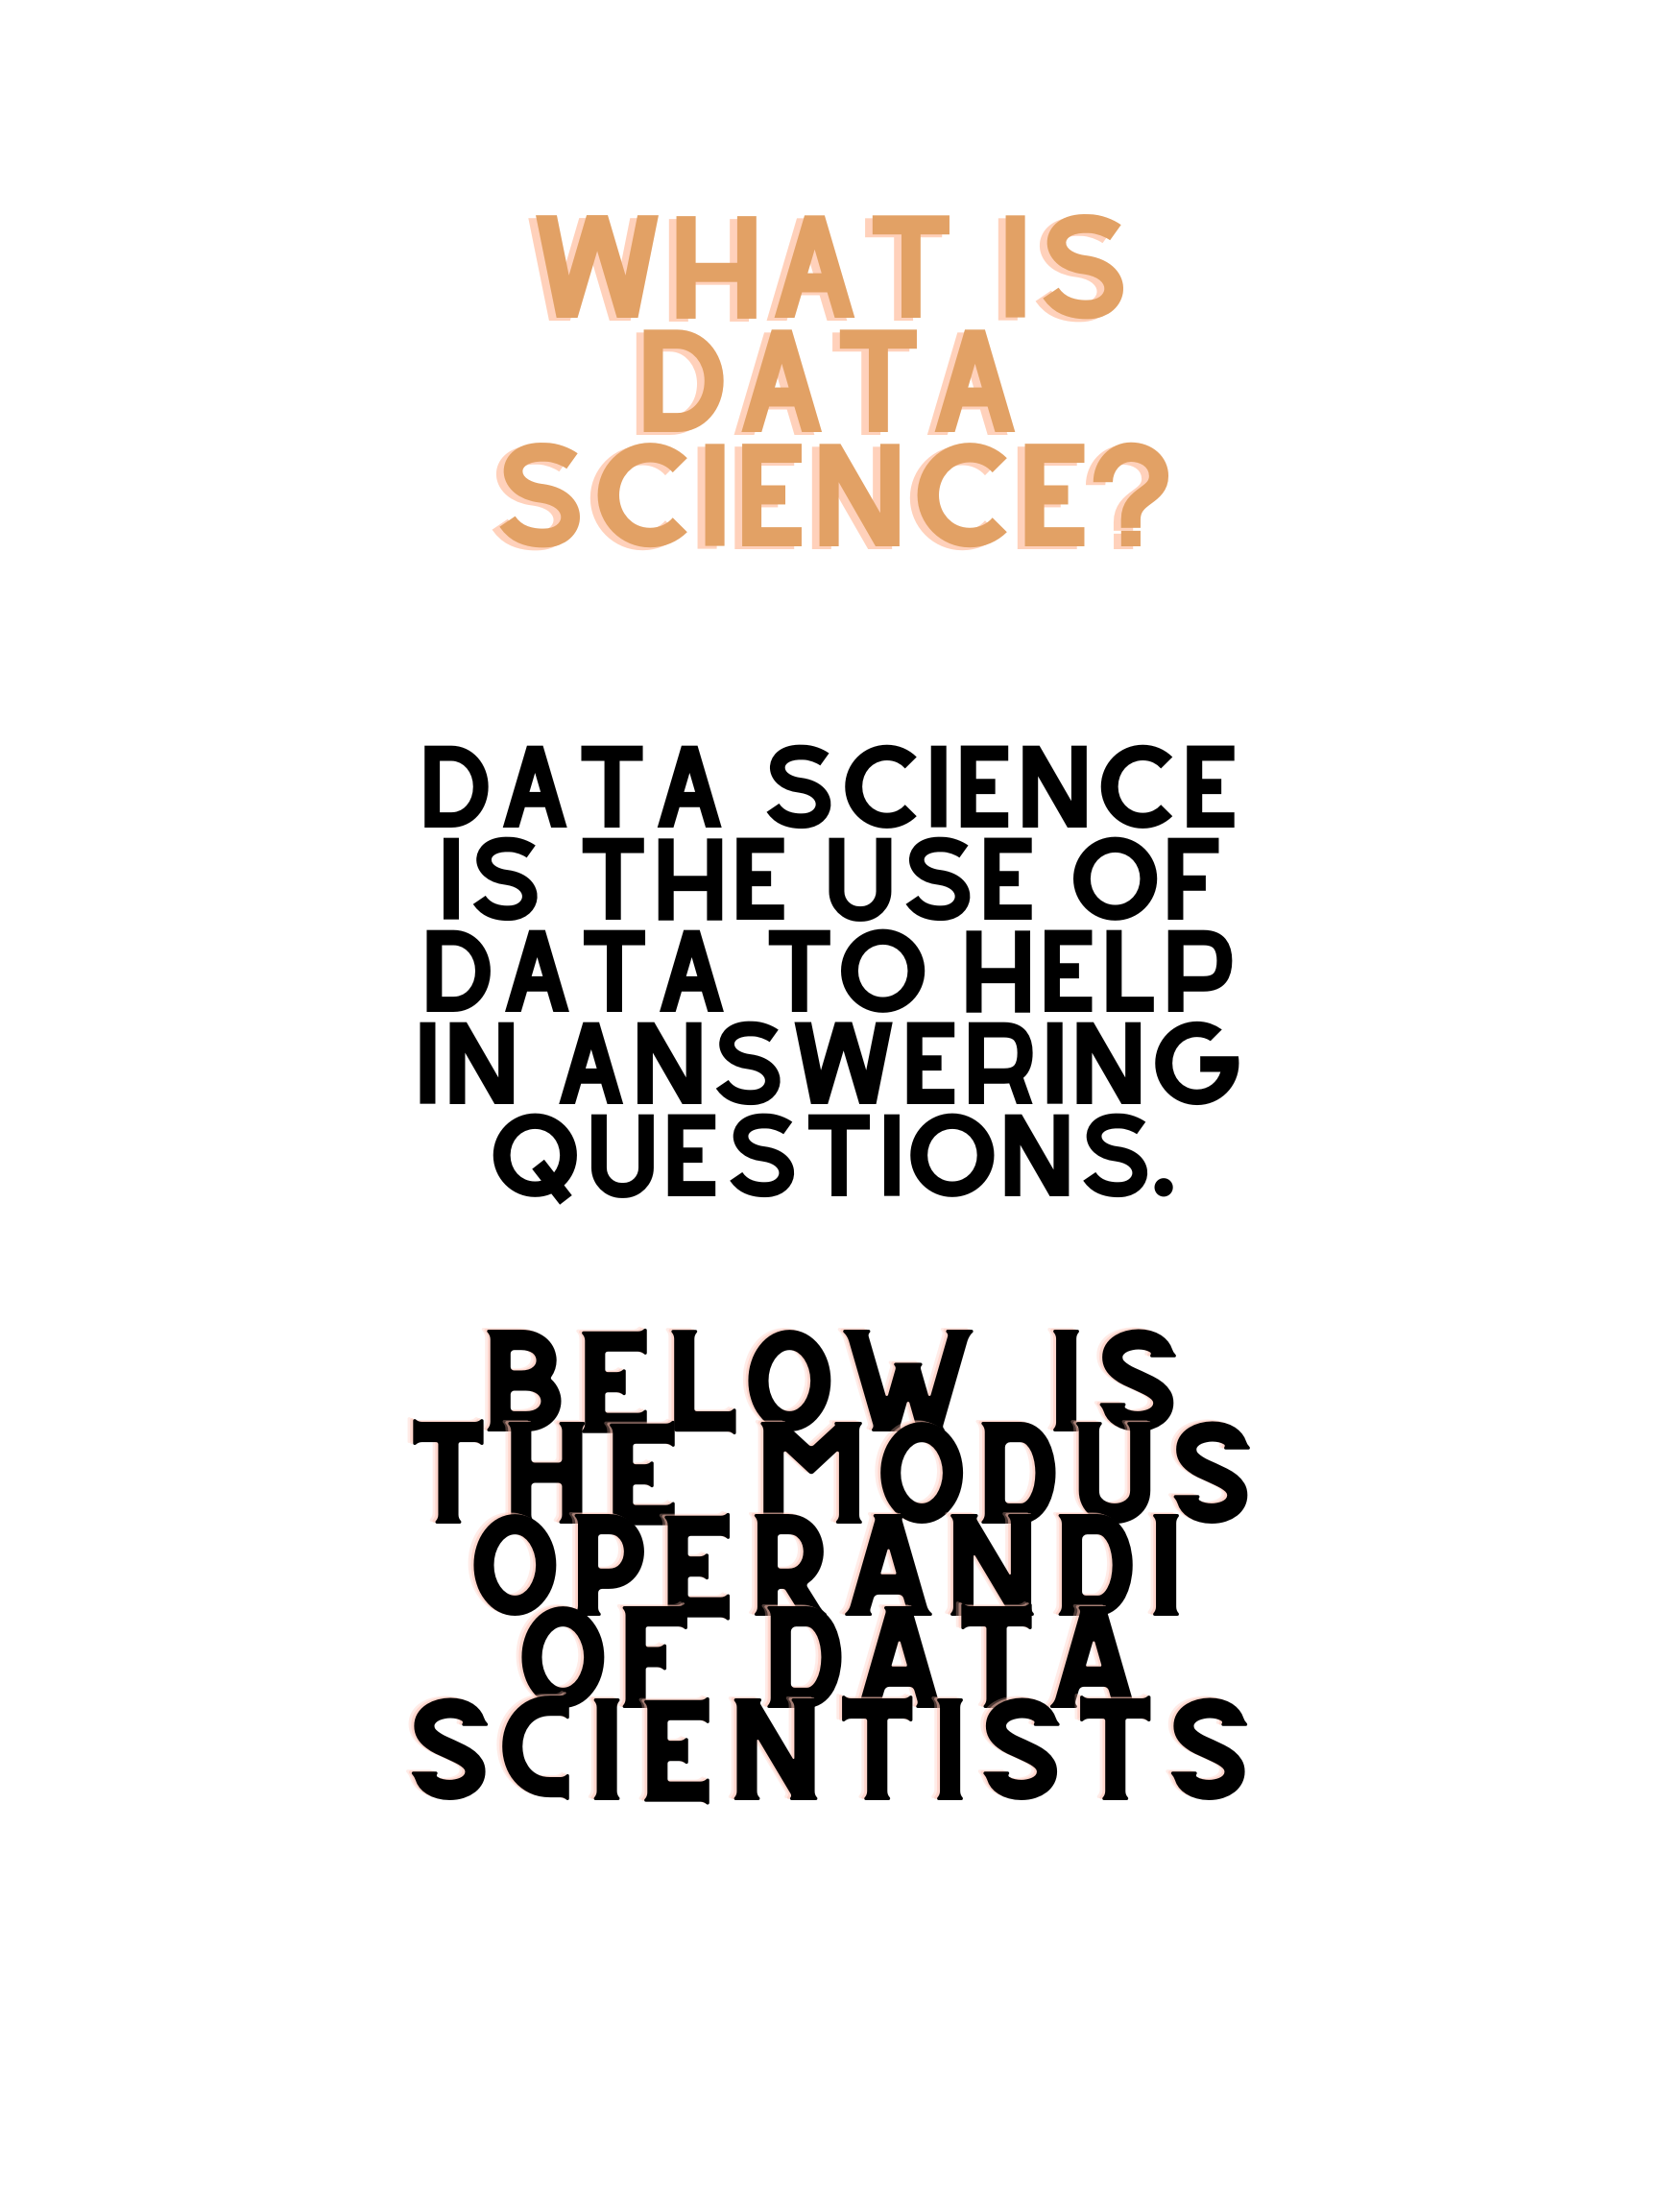 WHAT IS
DATA
SCIENCE?
DATA SCIENCE
IS THE USE OF
DATA TO HELP
IN ANSWERING
QUESTIONS.
BELOW IS
THE MODUS
OPERANDI
OF DATA
SCIENTISTS